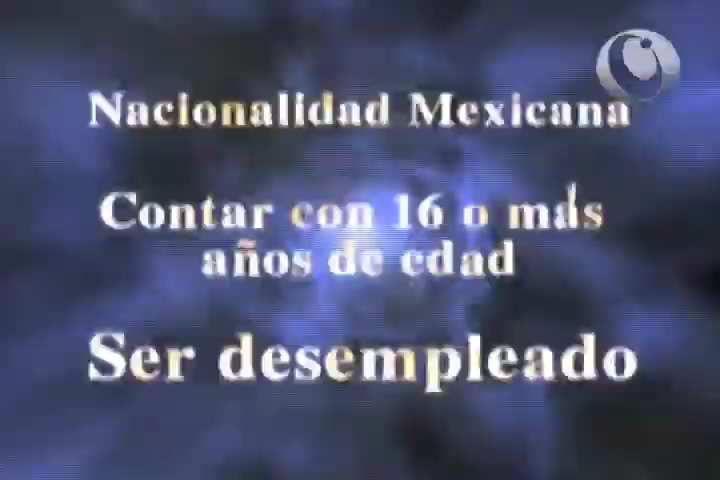 Nacionalidad Mexicana
Contar con 16 o más
años de edad
Ser desempleado